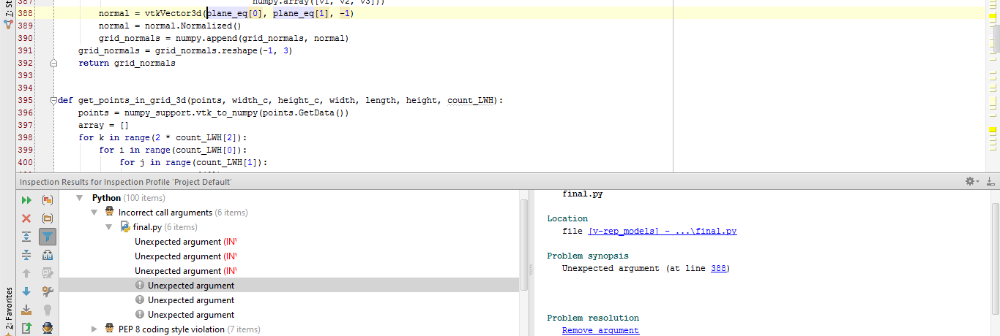 387 numpy.array([v1, v2, v3]))
388 normal = vtkVector3d(plane_eq[0], plane_eq[1], -1)
389 normal = normal.Normalized()
390 grid_normals = numpy.append(grid_normals, normal)
391 grid_normals = grid_normals.reshape(-1, 3)
392 return grid_normals
393
394
395 def get_points_in_grid_3d(points, width_c, height_c, width, length, height, count_LWH):
396 points = numpy_support.vtk_to_numpy(points.GetData())
397 array = []
398 for k in range(2 * count_LWH[2]):
399 for i in range(count_LWH[0]):
400 for j in range(count_LWH[1]):
7: St
Inspection Results for Inspection Profile 'Project Default'
Python (100 items)
Incorrect call arguments (6 items)
final.py (6 items)
Unexpected argument (IN
Unexpected argument (IN
Unexpected argument (IN
Unexpected argument
Unexpected argument
Unexpected argument
PEP 8 coding style violation (7 items)
2: Favorites
final.py
Location
file [v-rep_models] - ...\final.py
Problem synopsis
Unexpected argument (at line 388)
Problem resolution
Remove argument